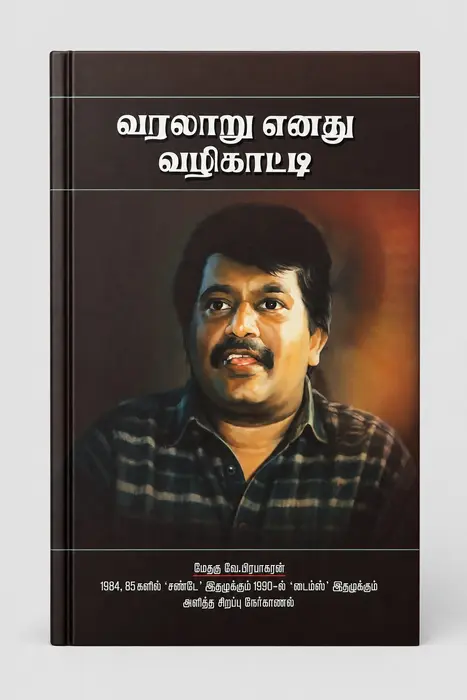 வரலாறு எனது
வழிகாட்டி
மேதகு வே.பிரபாகரன்
1984, 85களில் ‘சண்டே’ இதழுக்கும் 1990-ல் ‘டைம்ஸ்’ இதழுக்கும்
அளித்த சிறப்பு நேர்காணல்